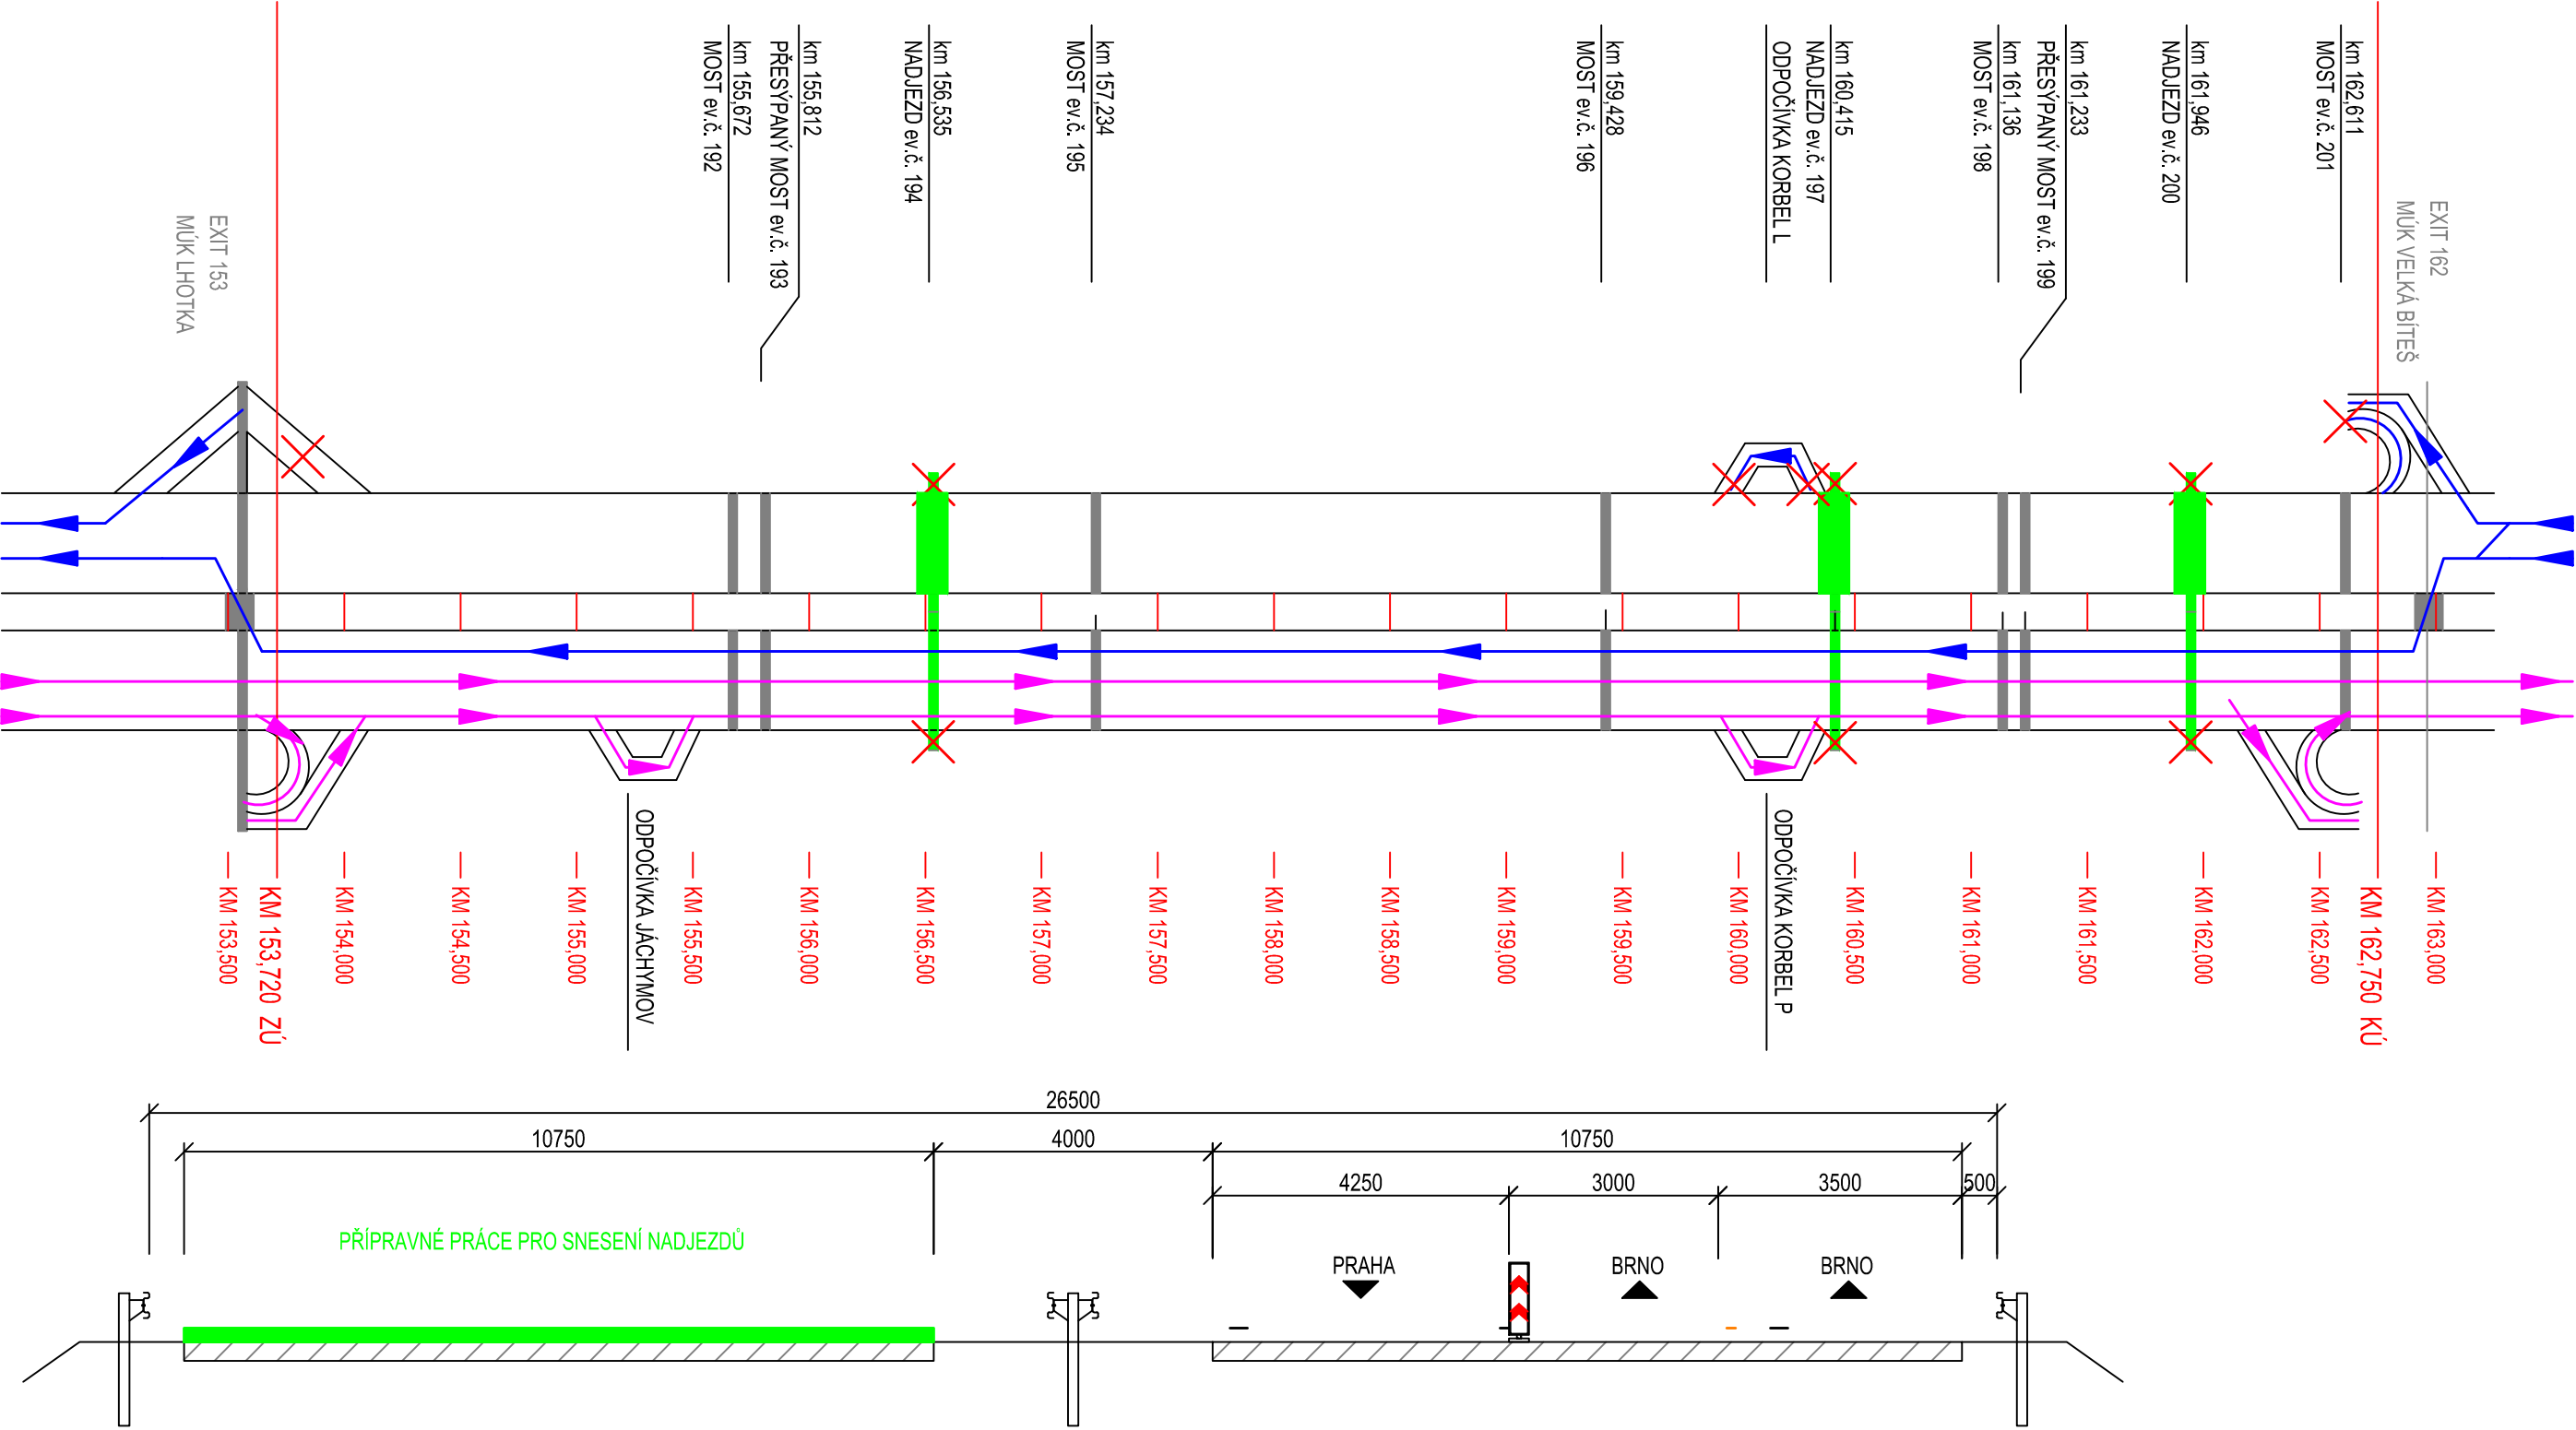 km 155,672
MOST ev.č. 192
km 155,812
PŘESÝPANÝ MOST ev.č. 193
km 156,535
NADJEZD ev.č. 194
km 157,234
MOST ev.č. 195
km 159,428
MOST ev.č. 196
ODPOČÍVKA KORBEL L
km 160,415
NADJEZD ev.č. 197
km 161,136
MOST ev.č. 198
km 161,233
PŘESÝPANÝ MOST ev.č. 199
km 161,946
NADJEZD ev.č. 200
km 162,611
MOST ev.č. 201
EXIT 153
MÚK LHOTKA
EXIT 162
MÚK VELKÁ BÍTEŠ
ODPOČÍVKA JÁCHYMOV
ODPOČÍVKA KORBEL P
KM 153,500
KM 153,720 ZÚ
KM 154,000
KM 154,500
KM 155,000
KM 155,500
KM 156,000
KM 156,500
KM 157,000
KM 157,500
KM 158,000
KM 158,500
KM 159,000
KM 159,500
KM 160,000
KM 160,500
KM 161,000
KM 161,500
KM 162,000
KM 162,500
KM 162,750 KÚ
KM 163,000
26500
10750
4000
10750
4250
3000
3500
500
PŘÍPRAVNÉ PRÁCE PRO SNESENÍ NADJEZDŮ
PRAHA
BRNO
BRNO